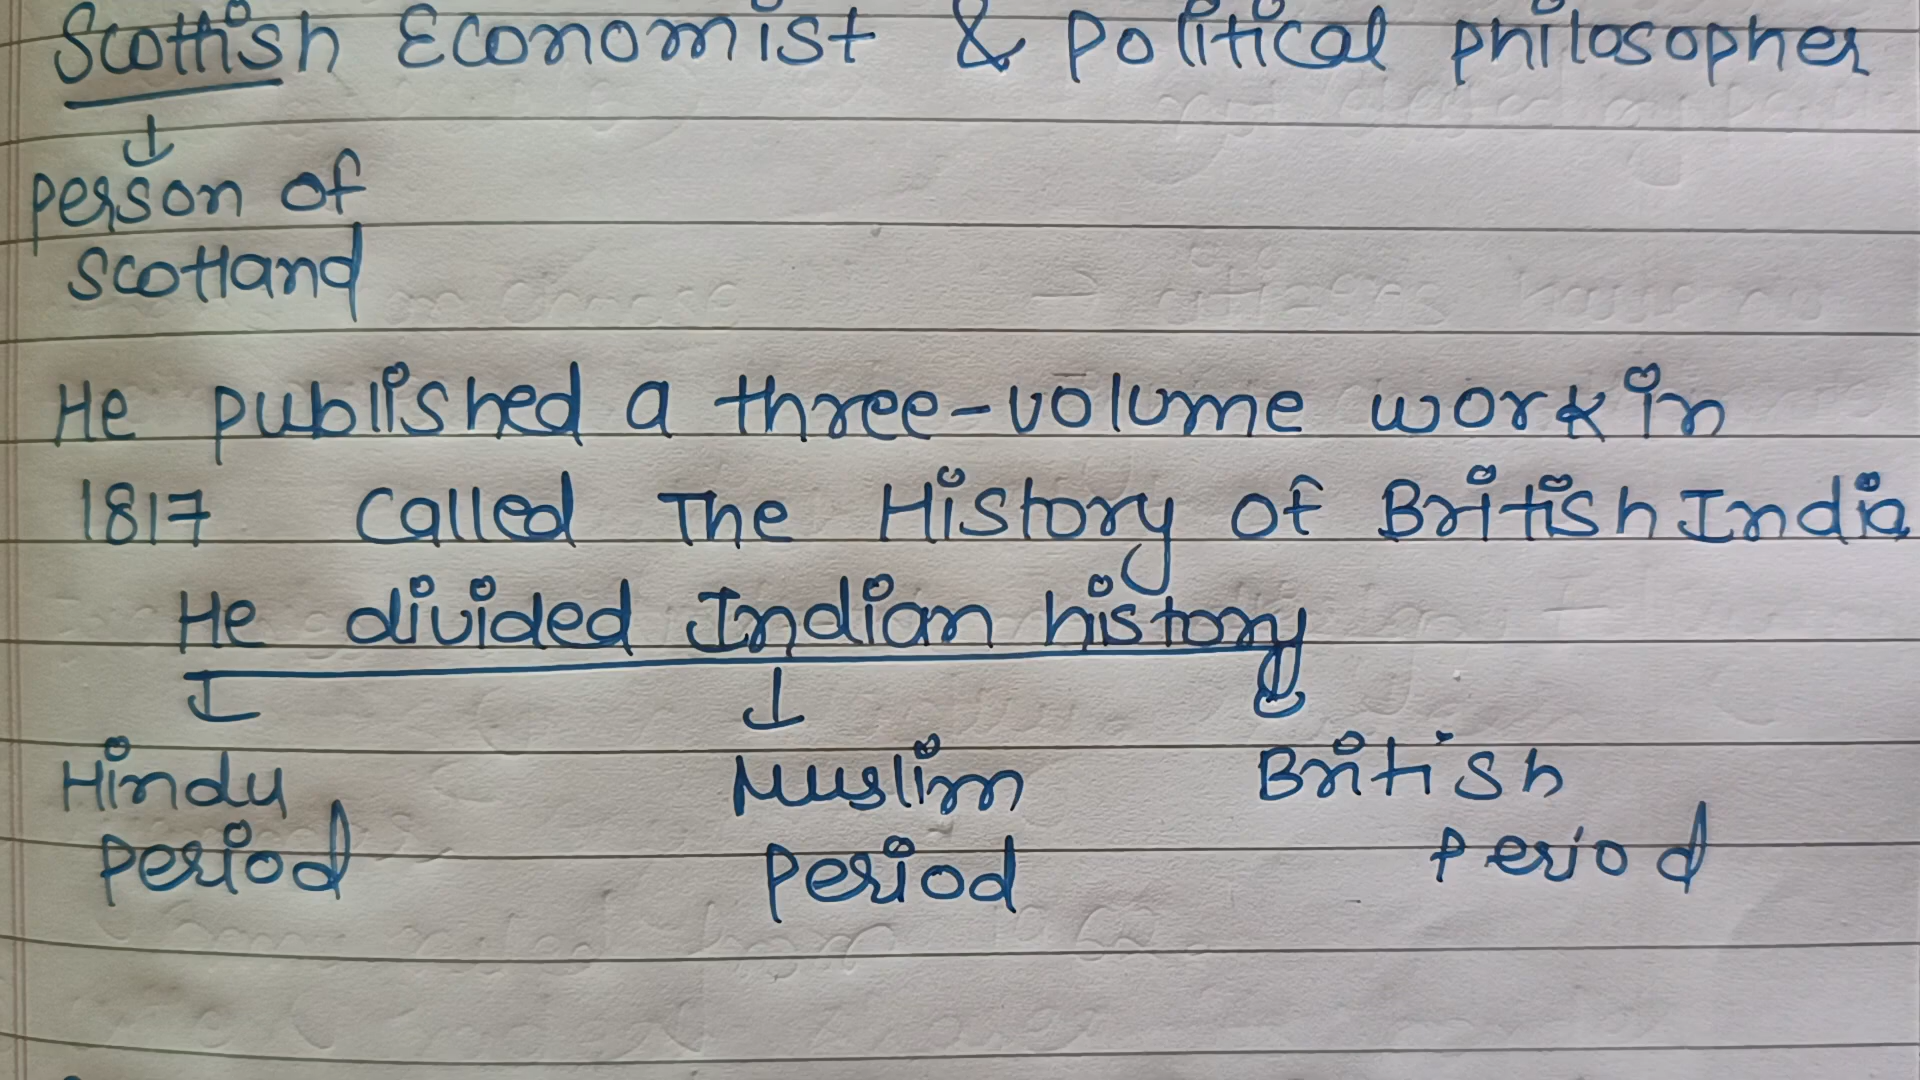 Scottish Economist & political philosopher
person of
Scotland
He published a three-volume work in
1817 called The History of British India
He divided Indian history
Hindu Muslim British
period period period